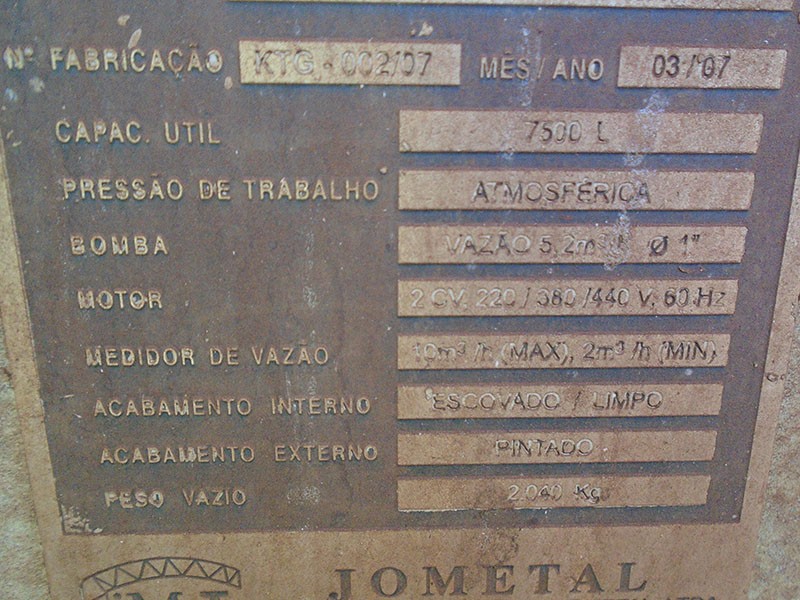 Nº FABRICAÇÃO KTG - 002/07 MÊS / ANO 03/07
CAPAC. UTIL 7500 L
PRESSÃO DE TRABALHO ATMOSFÉRICA
BOMBA VAZÃO 5,2m³ Ø 1"
MOTOR 2 CV, 220 / 380 /440 V, 60 Hz
MEDIDOR DE VAZÃO 10m³ /h (MAX), 2m³ /h (MIN)
ACABAMENTO INTERNO ESCOVADO / LIMPO
ACABAMENTO EXTERNO PINTADO
PESO VAZIO 2.040 Kg
JOMETAL